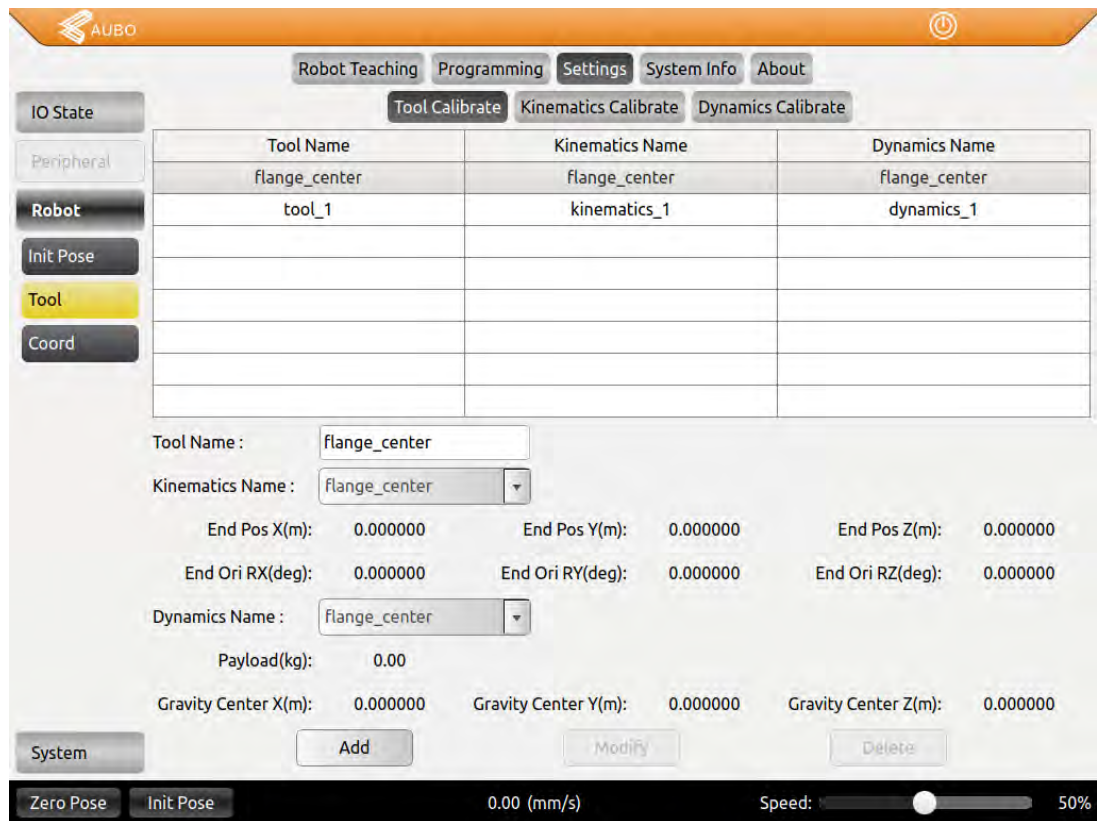 AUBO
Robot Teaching Programming Settings System Info About
IO State
Tool Calibrate Kinematics Calibrate Dynamics Calibrate
Peripheral
Tool Name Kinematics Name Dynamics Name
flange_center flange_center flange_center
Robot
tool_1 kinematics_1 dynamics_1
Init Pose
Tool
Coord
Tool Name : flange_center
Kinematics Name : flange_center
End Pos X(m): 0.000000 End Pos Y(m): 0.000000 End Pos Z(m): 0.000000
End Ori RX(deg): 0.000000 End Ori RY(deg): 0.000000 End Ori RZ(deg): 0.000000
Dynamics Name : flange_center
Payload(kg): 0.00
Gravity Center X(m): 0.000000 Gravity Center Y(m): 0.000000 Gravity Center Z(m): 0.000000
System
Add Modify Delete
Zero Pose Init Pose 0.00 (mm/s) Speed: 50%